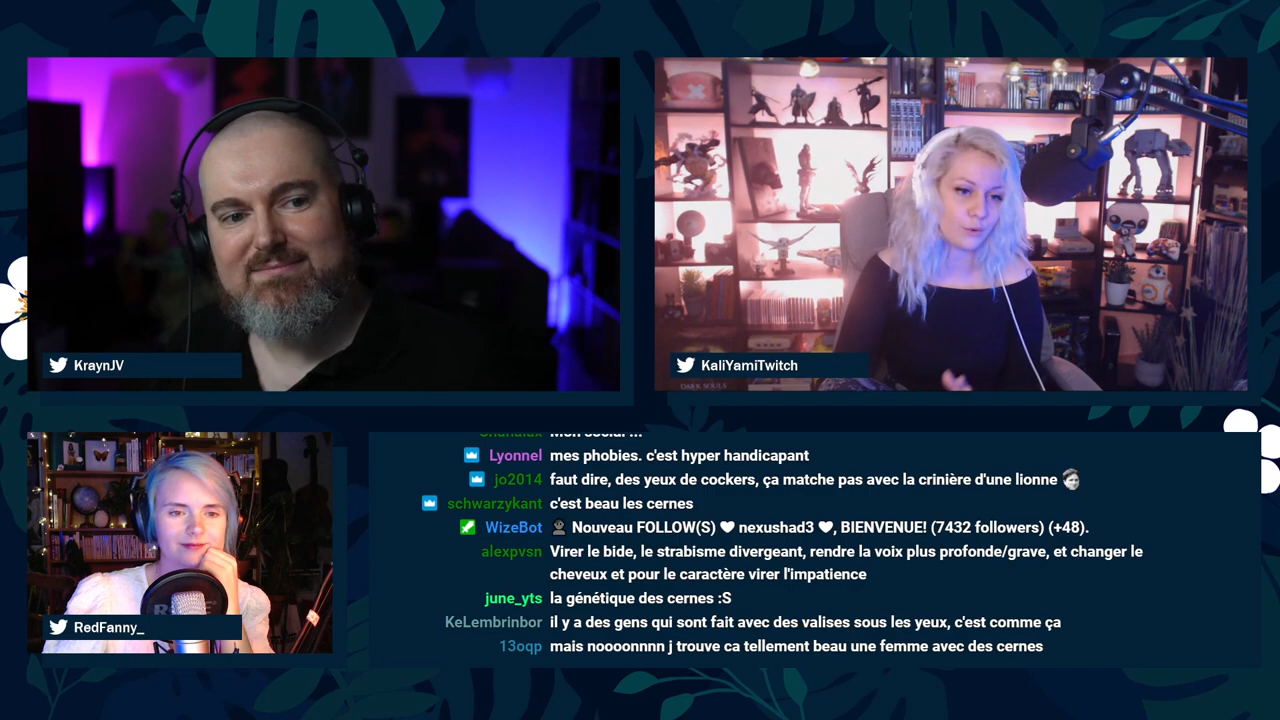 KraynJV
KaliYamiTwitch
DARK SOULS
RedFanny_
Mon social ...
Lyonnel mes phobies. c'est hyper handicapant
jo2014 faut dire, des yeux de cockers, ça matche pas avec la crinière d'une lionne
schwarzykant c'est beau les cernes
WizeBot Nouveau FOLLOW(S) ♥ nexushad3 ♥, BIENVENUE! (7432 followers) (+48).
alexpvsn Virer le bide, le strabisme divergeant, rendre la voix plus profonde/grave, et changer le
cheveux et pour le caractère virer l'impatience
june_yts la génétique des cernes :S
KeLembrinbor il y a des gens qui sont fait avec des valises sous les yeux, c'est comme ça
13oqp mais noooonnnn j trouve ca tellement beau une femme avec des cernes